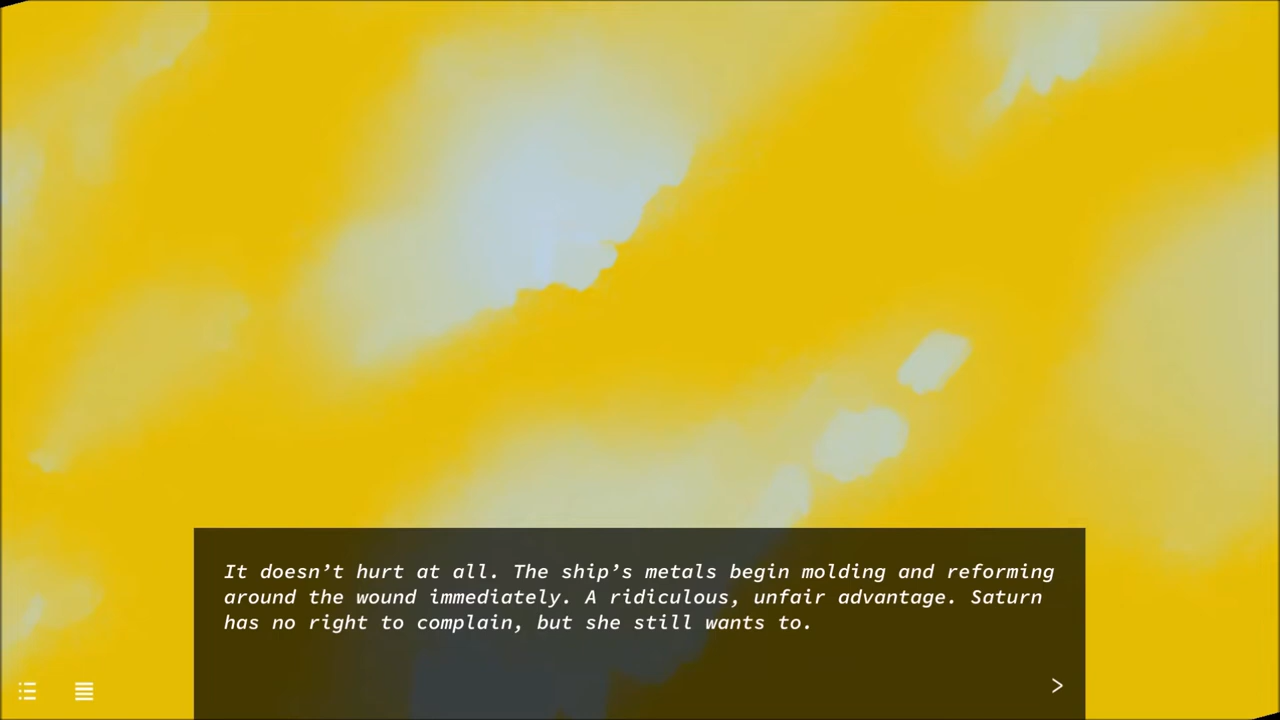 It doesn’t hurt at all. The ship’s metals begin molding and reforming
around the wound immediately. A ridiculous, unfair advantage. Saturn
has no right to complain, but she still wants to.